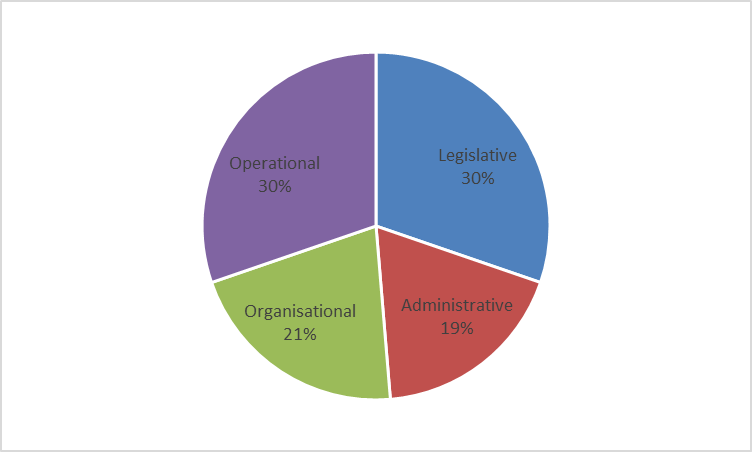 Legislative
30%
Administrative
19%
Organisational
21%
Operational
30%